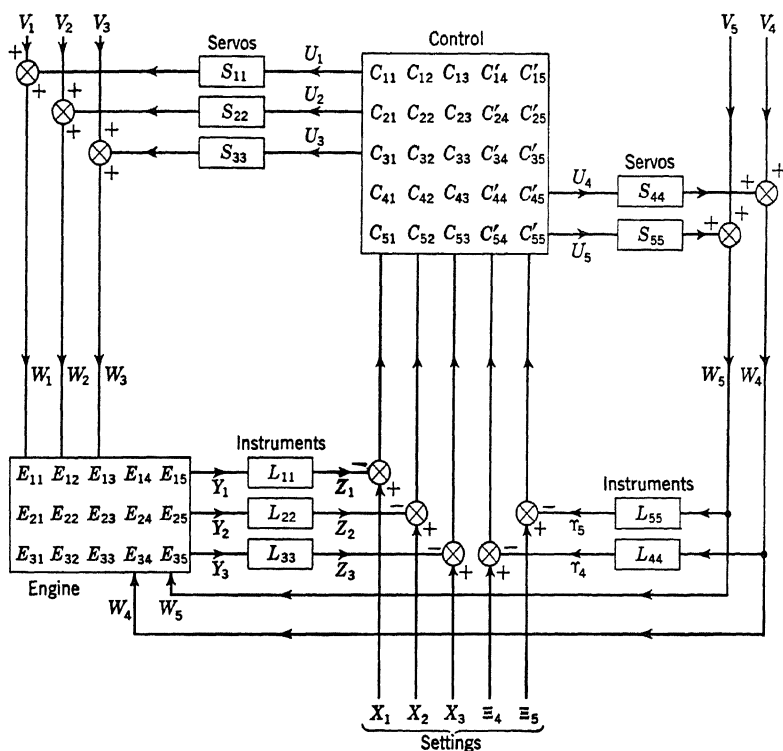 V₁ V₂ V₃ V₅ V₄
Servos Control
+ + + U₁ S₁₁
+ + U₂ S₂₂
+ U₃ S₃₃
C₁₁ C₁₂ C₁₃ C′₁₄ C′₁₅
C₂₁ C₂₂ C₂₃ C′₂₄ C′₂₅
C₃₁ C₃₂ C₃₃ C′₃₄ C′₃₅
C₄₁ C₄₂ C₄₃ C′₄₄ C′₄₅
C₅₁ C₅₂ C₅₃ C′₅₄ C′₅₅
Servos
U₄ S₄₄ + +
U₅ S₅₅ + +
W₁ W₂ W₃ W₅ W₄
Instruments
E₁₁ E₁₂ E₁₃ E₁₄ E₁₅
E₂₁ E₂₂ E₂₃ E₂₄ E₂₅
E₃₁ E₃₂ E₃₃ E₃₄ E₃₅
Engine
Y₁ L₁₁ Z₁ − +
Y₂ L₂₂ Z₂ − +
Y₃ L₃₃ Z₃ − +
Instruments
− + ϒ₅ L₅₅
− + ϒ₄ L₄₄
W₄ W₅
X₁ X₂ X₃ Ξ₄ Ξ₅
Settings